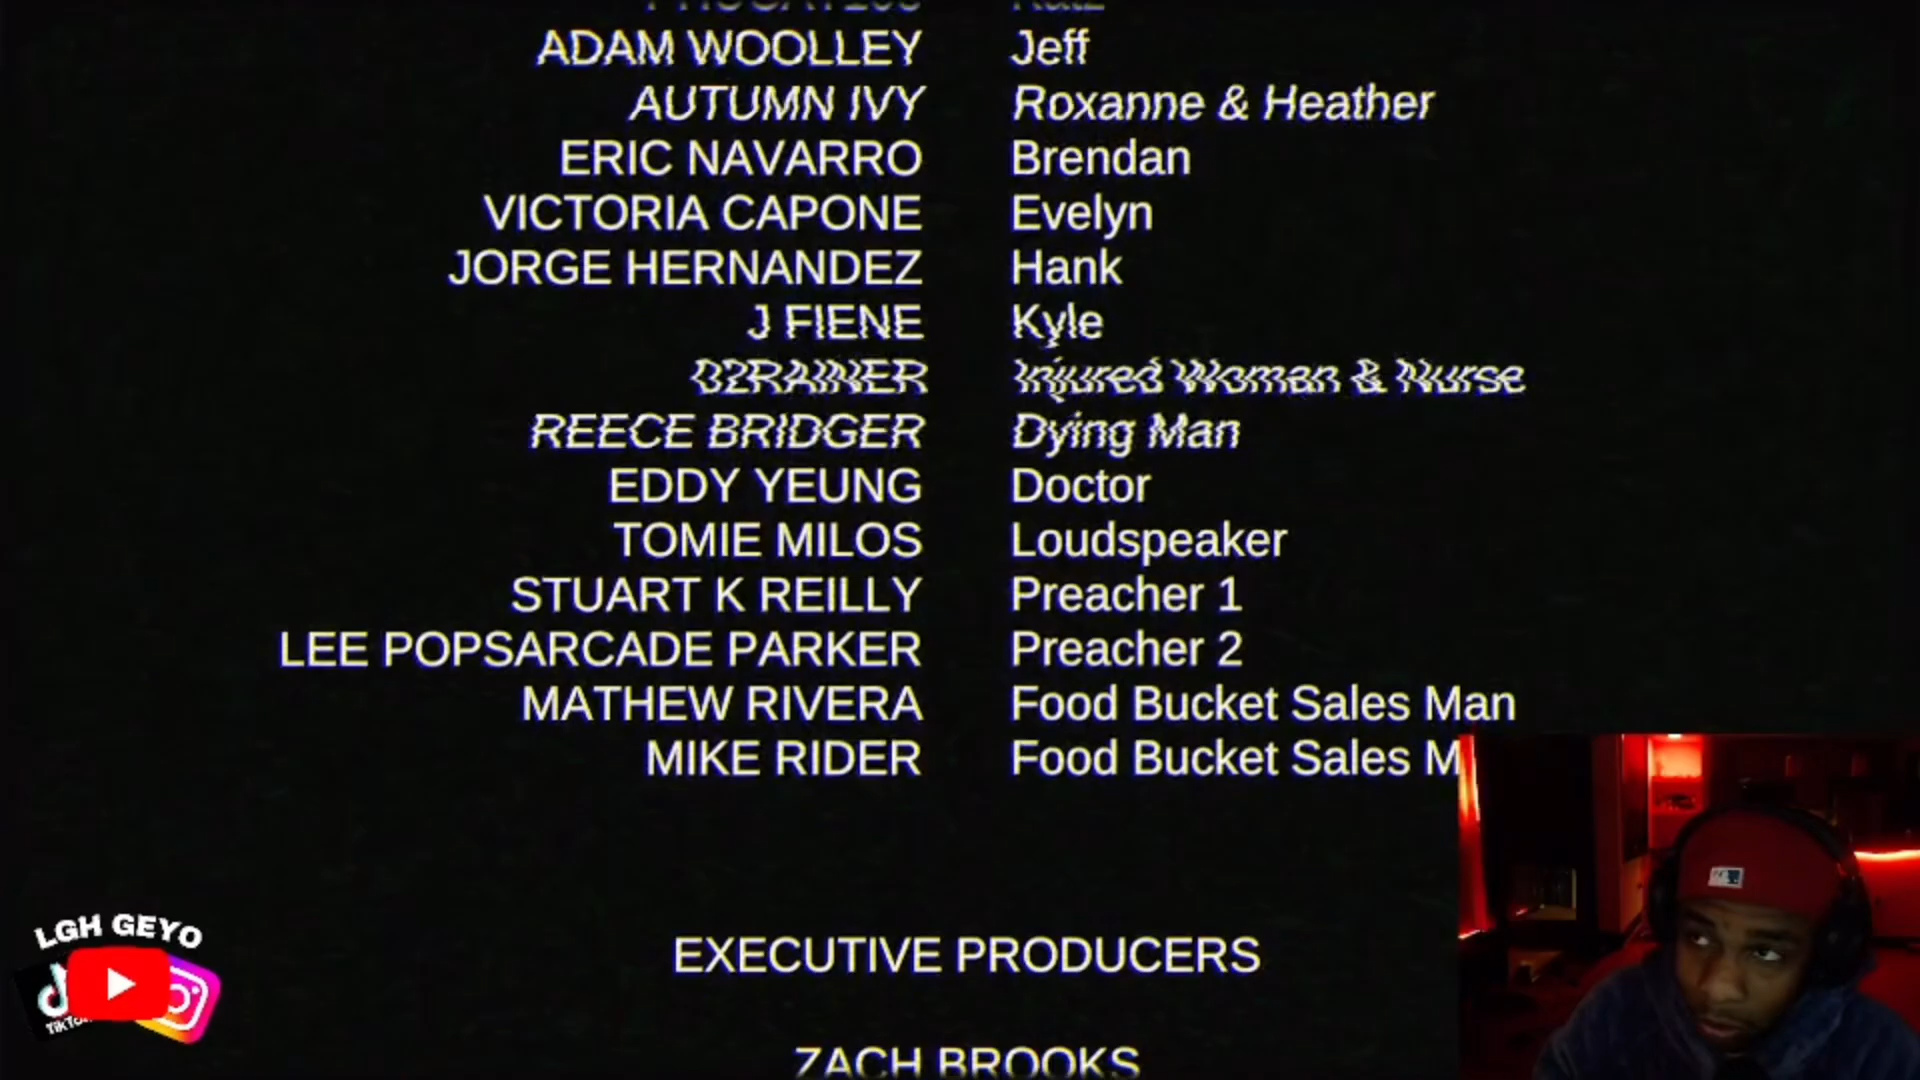 ADAM WOOLLEY Jeff
AUTUMN IVY Roxanne & Heather
ERIC NAVARRO Brendan
VICTORIA CAPONE Evelyn
JORGE HERNANDEZ Hank
J FIENE Kyle
02RAINER Injured Woman & Nurse
REECE BRIDGER Dying Man
EDDY YEUNG Doctor
TOMIE MILOS Loudspeaker
STUART K REILLY Preacher 1
LEE POPSARCADE PARKER Preacher 2
MATHEW RIVERA Food Bucket Sales Man
MIKE RIDER Food Bucket Sales M
EXECUTIVE PRODUCERS
ZACH BROOKS
LGH GEYO